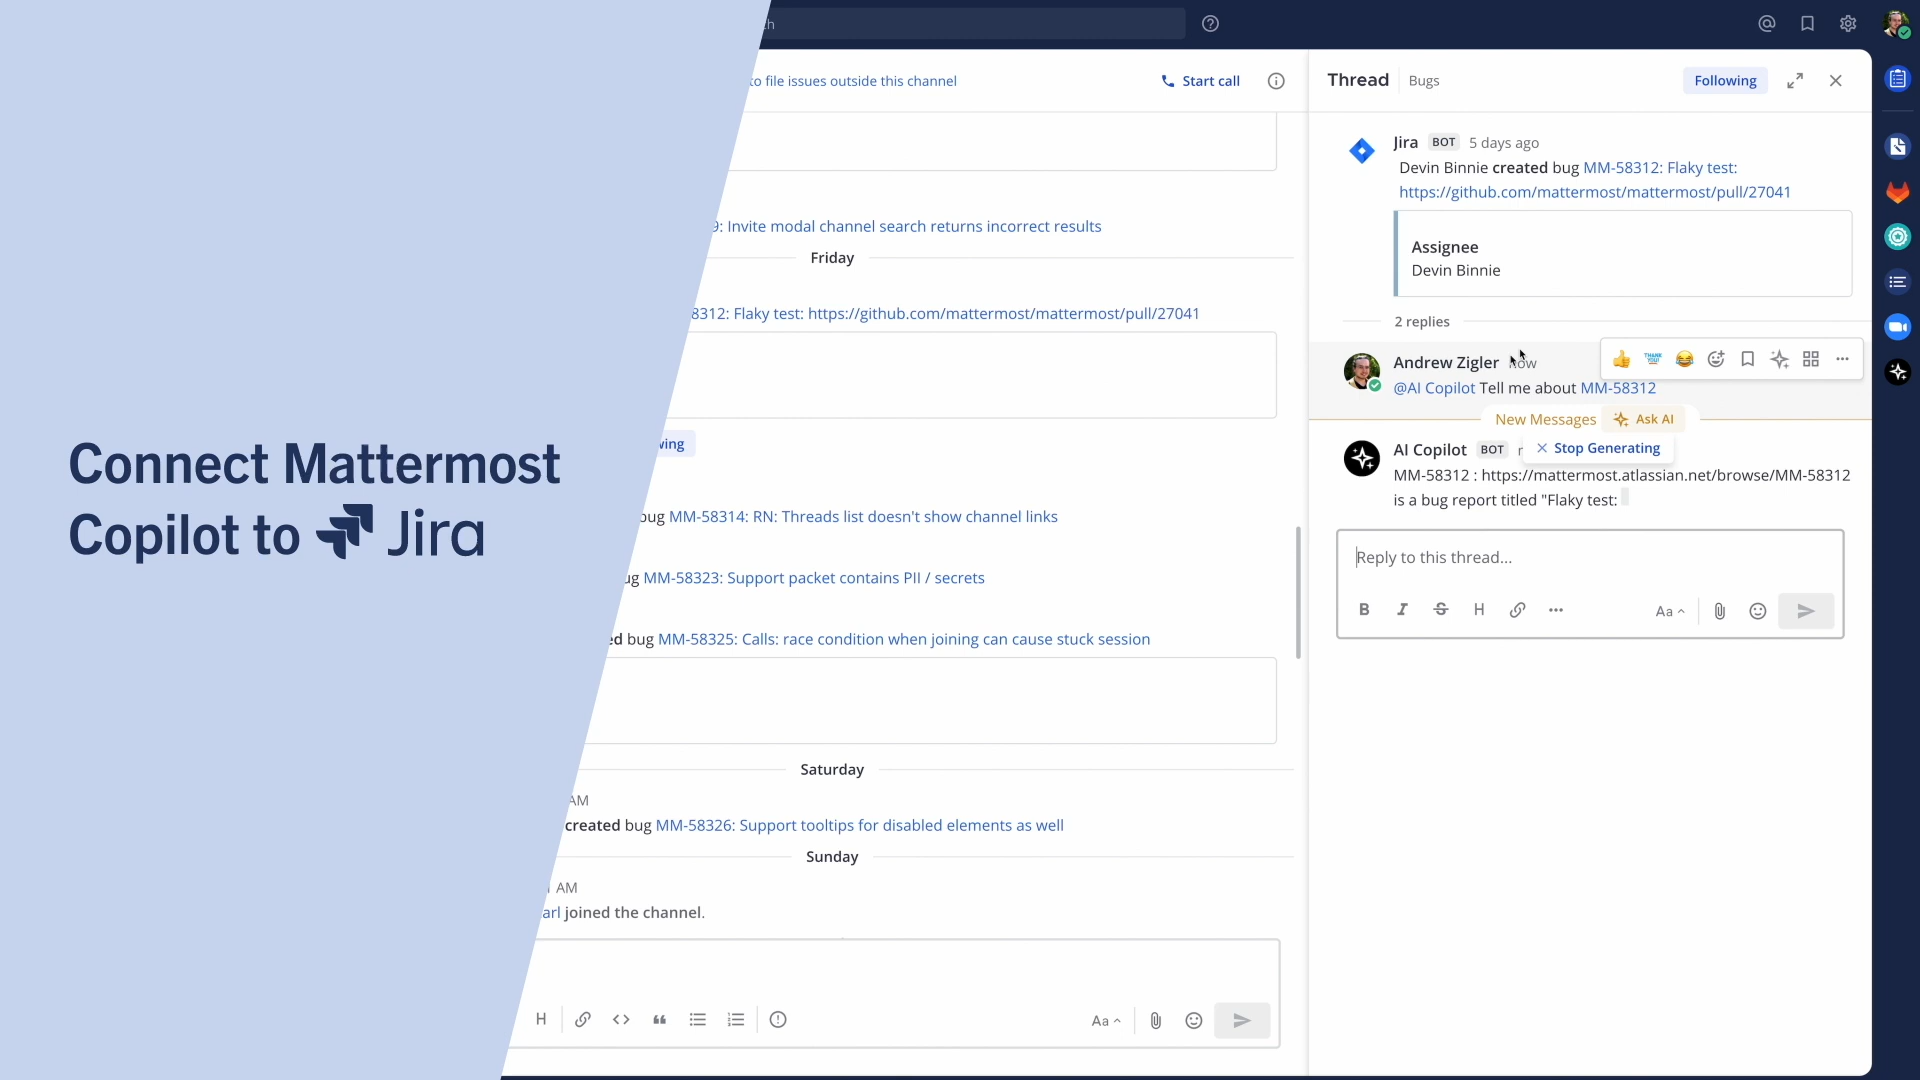 Connect Mattermost
Copilot to Jira
to file issues outside this channel
Start call
9: Invite modal channel search returns incorrect results
Friday
8312: Flaky test: https://github.com/mattermost/mattermost/pull/27041
wing
bug MM-58314: RN: Threads list doesn't show channel links
ug MM-58323: Support packet contains PII / secrets
ed bug MM-58325: Calls: race condition when joining can cause stuck session
Saturday
AM
created bug MM-58326: Support tooltips for disabled elements as well
Sunday
AM
arl joined the channel.
H
Aa
Thread Bugs
Following
Jira BOT 5 days ago
Devin Binnie created bug MM-58312: Flaky test:
https://github.com/mattermost/mattermost/pull/27041
Assignee
Devin Binnie
2 replies
Andrew Zigler now
THANK YOU!
@AI Copilot Tell me about MM-58312
New Messages Ask AI
AI Copilot BOT
Stop Generating
MM-58312 : https://mattermost.atlassian.net/browse/MM-58312
is a bug report titled "Flaky test:
Reply to this thread...
B I S H
Aa